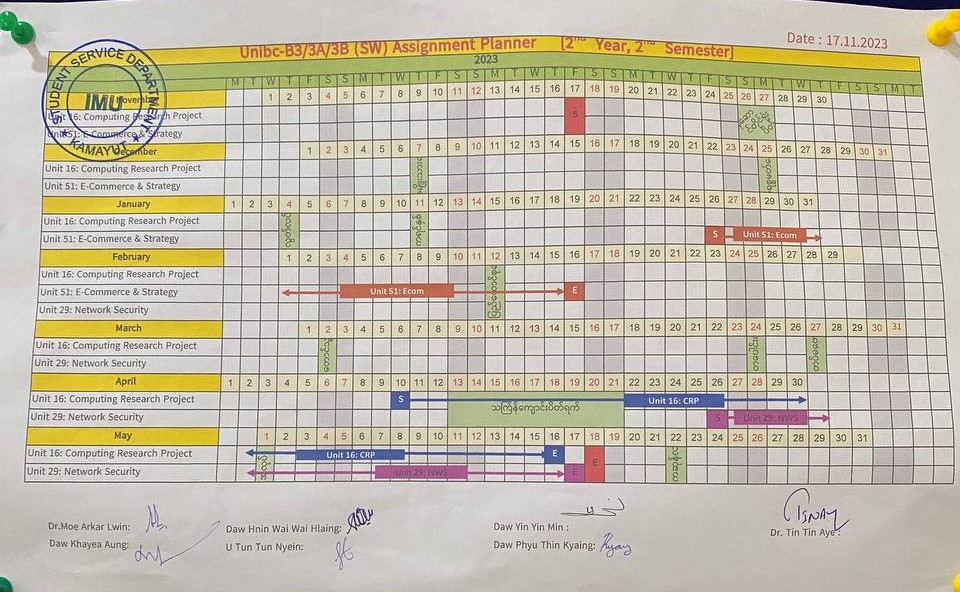 Date : 17.11.2023
Unibc-B3/3A/3B (SW) Assignment Planner [2nd Year, 2nd Semester]
2023
M T W T F S S M T W T F S S M T W T F S S M T W T F S S M T W T F S S M T
STUDENT SERVICE DEPARTMENT
IMU
KAMAYUT
November 1 2 3 4 5 6 7 8 9 10 11 12 13 14 15 16 17 18 19 20 21 22 23 24 25 26 27 28 29 30
Unit 16: Computing Research Project S
Unit 51: E-Commerce & Strategy
December 1 2 3 4 5 6 7 8 9 10 11 12 13 14 15 16 17 18 19 20 21 22 23 24 25 26 27 28 29 30 31
Unit 16: Computing Research Project
Unit 51: E-Commerce & Strategy
January 1 2 3 4 5 6 7 8 9 10 11 12 13 14 15 16 17 18 19 20 21 22 23 24 25 26 27 28 29 30 31
Unit 16: Computing Research Project
Unit 51: E-Commerce & Strategy S Unit 51: Ecom
February 1 2 3 4 5 6 7 8 9 10 11 12 13 14 15 16 17 18 19 20 21 22 23 24 25 26 27 28 29
Unit 16: Computing Research Project
Unit 51: E-Commerce & Strategy Unit 51: Ecom E
Unit 29: Network Security
March 1 2 3 4 5 6 7 8 9 10 11 12 13 14 15 16 17 18 19 20 21 22 23 24 25 26 27 28 29 30 31
Unit 16: Computing Research Project
Unit 29: Network Security
April 1 2 3 4 5 6 7 8 9 10 11 12 13 14 15 16 17 18 19 20 21 22 23 24 25 26 27 28 29 30
Unit 16: Computing Research Project S Unit 16: CRP
သင်္ကြန်ကျောင်းပိတ်ရက်
Unit 29: Network Security S Unit 29: NWS
May 1 2 3 4 5 6 7 8 9 10 11 12 13 14 15 16 17 18 19 20 21 22 23 24 25 26 27 28 29 30 31
Unit 16: Computing Research Project Unit 16: CRP E
E
Unit 29: Network Security Unit 29: NWS E
Dr.Moe Arkar Lwin: Daw Hnin Wai Wai Hlaing: Daw Yin Yin Min : Dr. Tin Tin Aye :
Daw Khayea Aung: U Tun Tun Nyein: Daw Phyu Thin Kyaing: